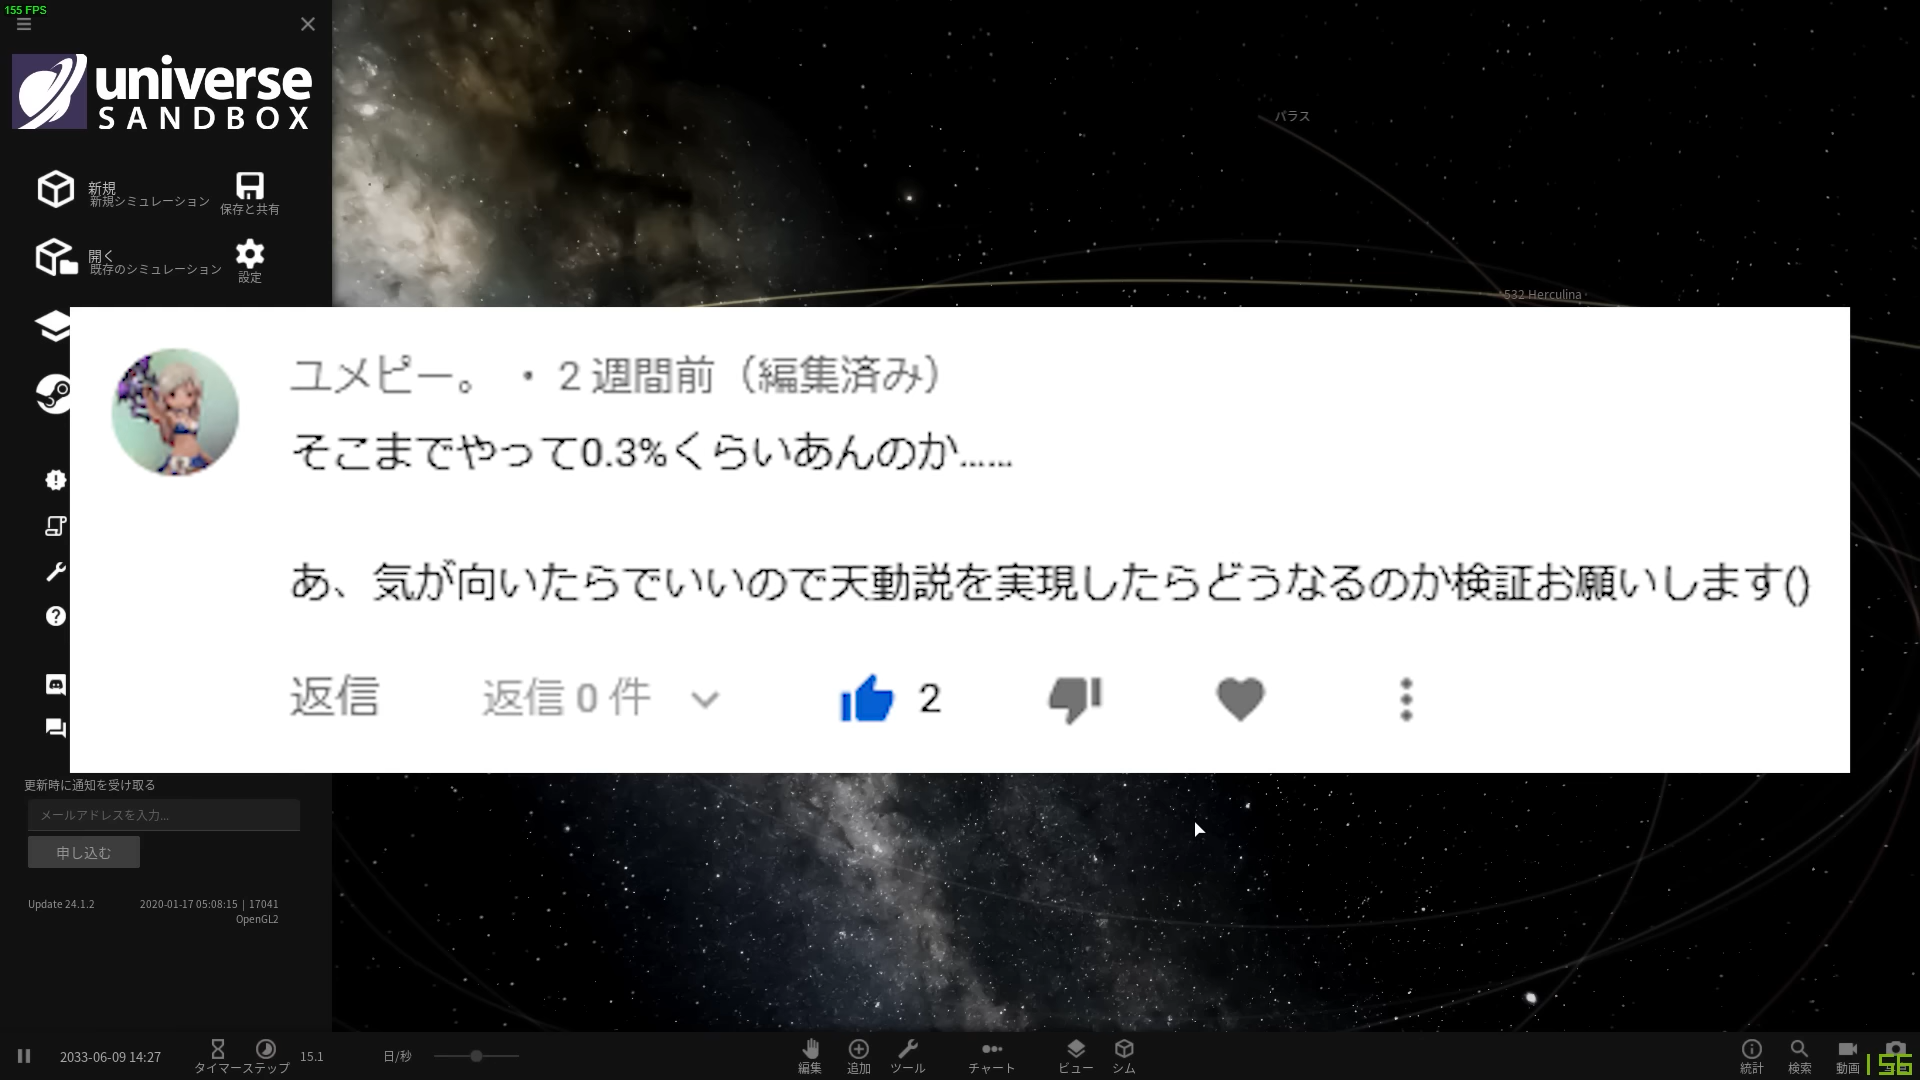 155 FPS
universe
SANDBOX
新規
新規シミュレーション
保存と共有
開く
既存のシミュレーション
設定
パラス
532 Herculina
ユメピー。 ・ 2 週間前（編集済み）
そこまでやって0.3%くらいあんのか……
あ、気が向いたらでいいので天動説を実現したらどうなるのか検証お願いします()
返信
返信 0 件
2
更新時に通知を受け取る
メールアドレスを入力...
申し込む
Update 24.1.2
2020-01-17 05:08:15 | 17041
OpenGL2
2033-06-09 14:27
タイマーステップ
15.1
日/秒
編集
追加
ツール
チャート
ビュー
シム
統計
検索
動画
156